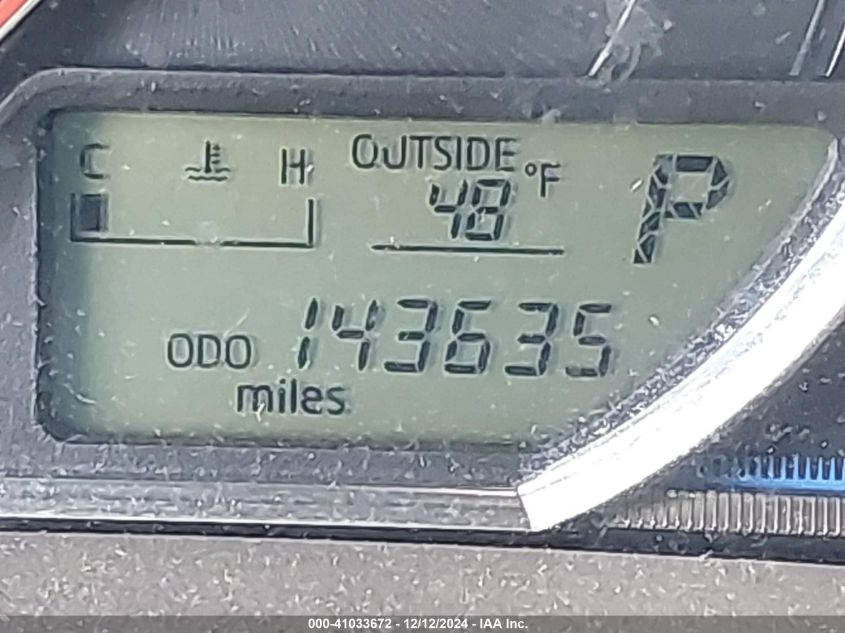 C H OUTSIDE
48 °F P
ODO 143635
miles
000-41033672 - 12/12/2024 - IAA Inc.